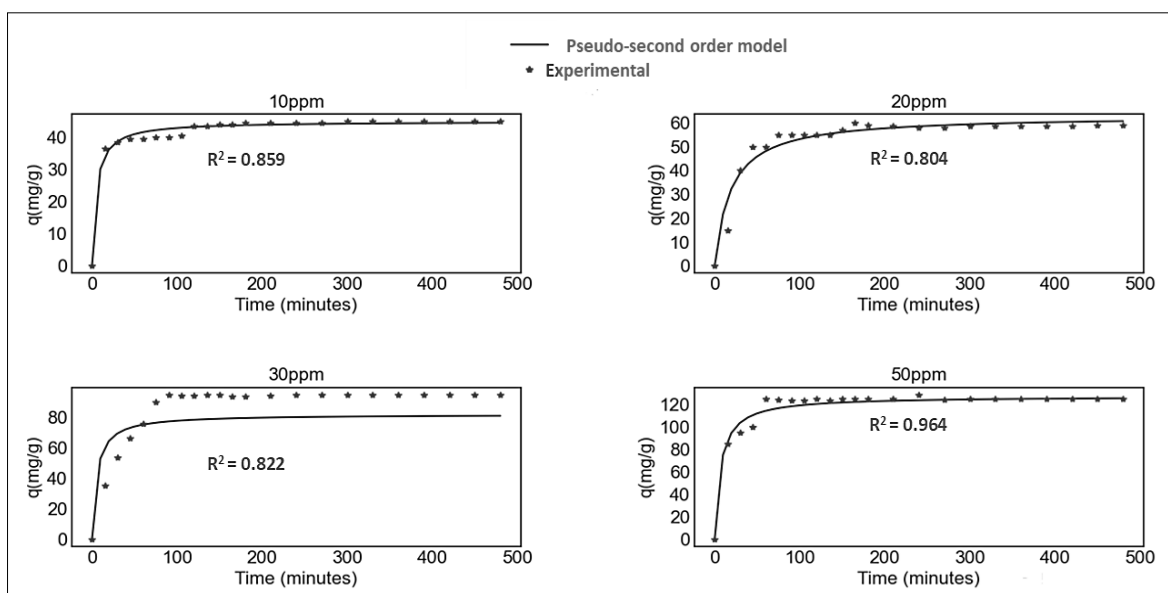 Pseudo-second order model
Experimental
10ppm
40
30
20
10
0
q(mg/g)
R² = 0.859
0 100 200 300 400 500
Time (minutes)
20ppm
60
50
40
30
20
10
0
q(mg/g)
R² = 0.804
0 100 200 300 400 500
Time (minutes)
30ppm
80
60
40
20
0
q(mg/g)
R² = 0.822
0 100 200 300 400 500
Time (minutes)
50ppm
120
100
80
60
40
20
0
q(mg/g)
R² = 0.964
0 100 200 300 400 500
Time (minutes)